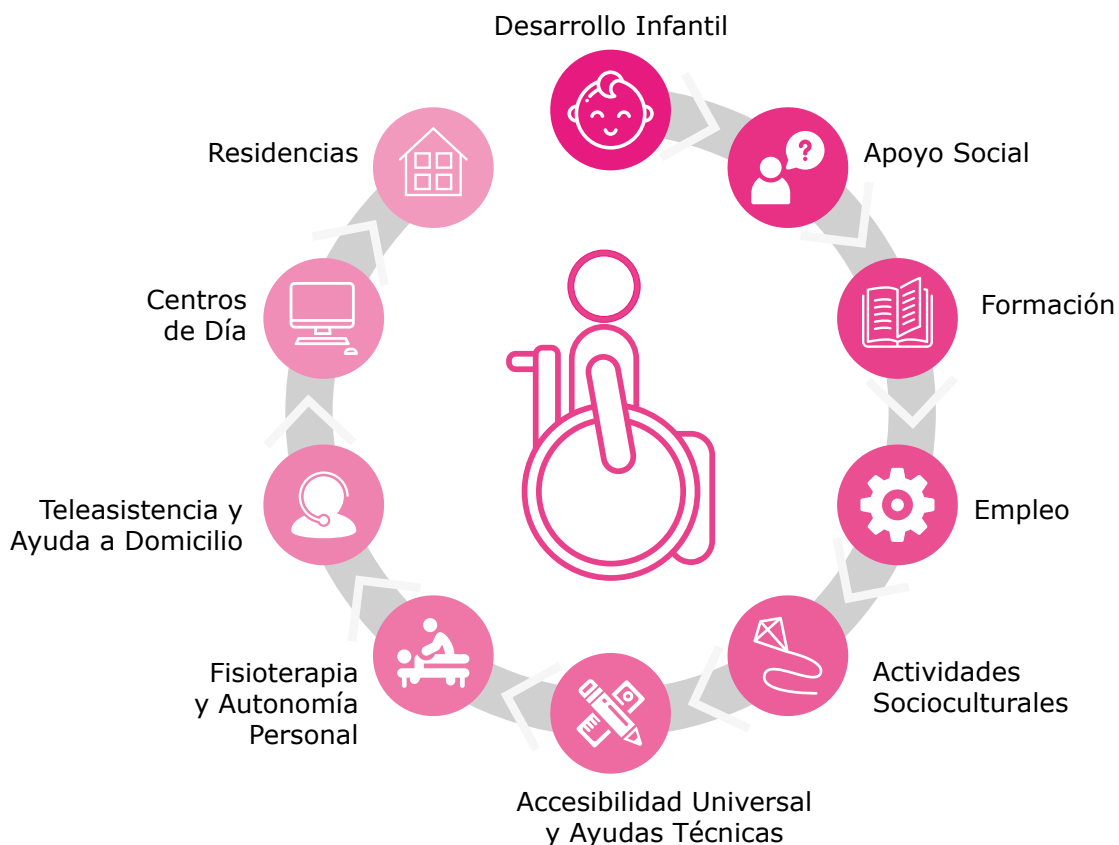 Desarrollo Infantil
Apoyo Social
?
Formación
Empleo
Actividades
Socioculturales
Accesibilidad Universal
y Ayudas Técnicas
Fisioterapia
y Autonomía
Personal
Teleasistencia y
Ayuda a Domicilio
Centros
de Día
Residencias